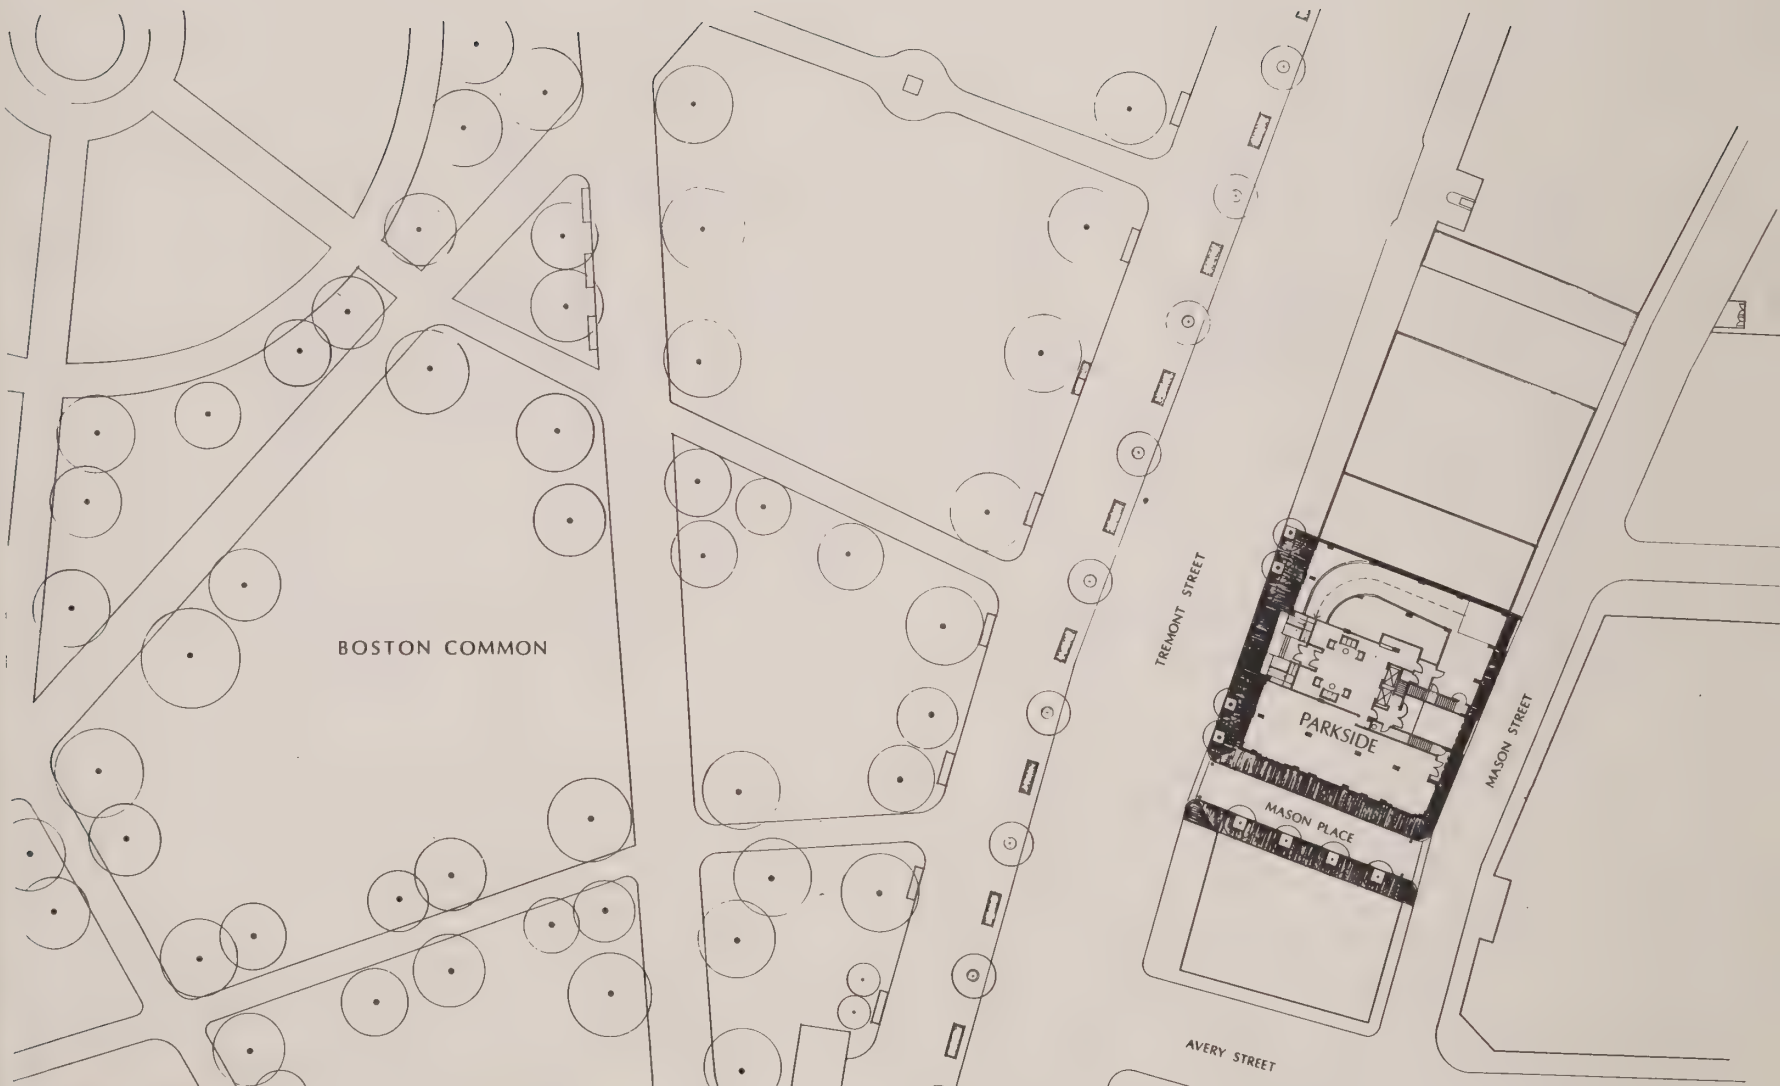 BOSTON COMMON
TREMONT STREET
PARKSIDE
MASON STREET
MASON PLACE
AVERY STREET